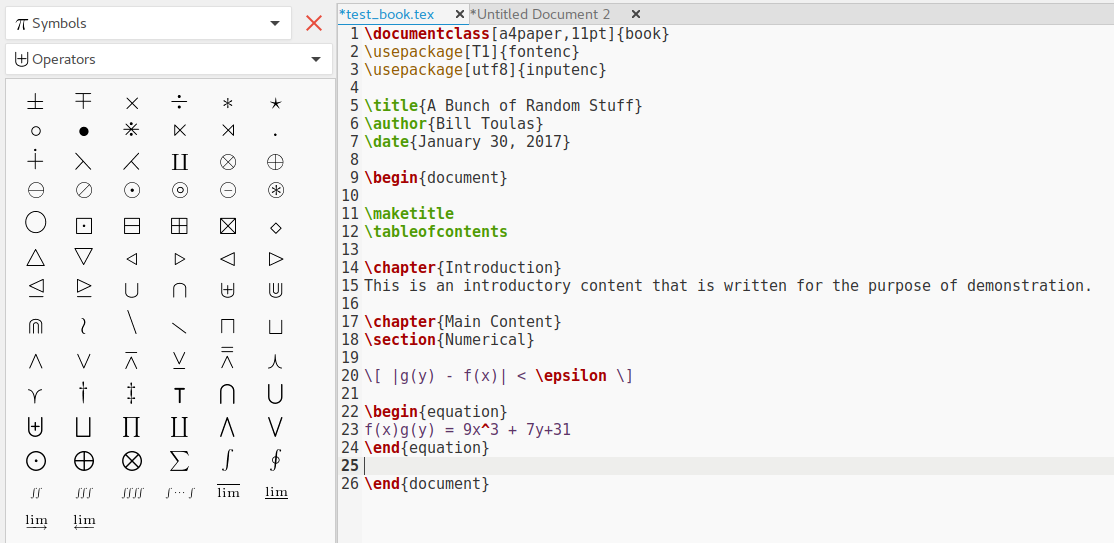 π Symbols
Operators
± ∓ × ÷ ∗ ⋆
lim
lim
lim lim
*test_book.tex × *Untitled Document 2 ×
1 \documentclass[a4paper,11pt]{book}
2 \usepackage[T1]{fontenc}
3 \usepackage[utf8]{inputenc}
4
5 \title{A Bunch of Random Stuff}
6 \author{Bill Toulas}
7 \date{January 30, 2017}
8
9 \begin{document}
10
11 \maketitle
12 \tableofcontents
13
14 \chapter{Introduction}
15 This is an introductory content that is written for the purpose of demonstration.
16
17 \chapter{Main Content}
18 \section{Numerical}
19
20 \[ |g(y) - f(x)| < \epsilon \]
21
22 \begin{equation}
23 f(x)g(y) = 9x^3 + 7y+31
24 \end{equation}
25
26 \end{document}